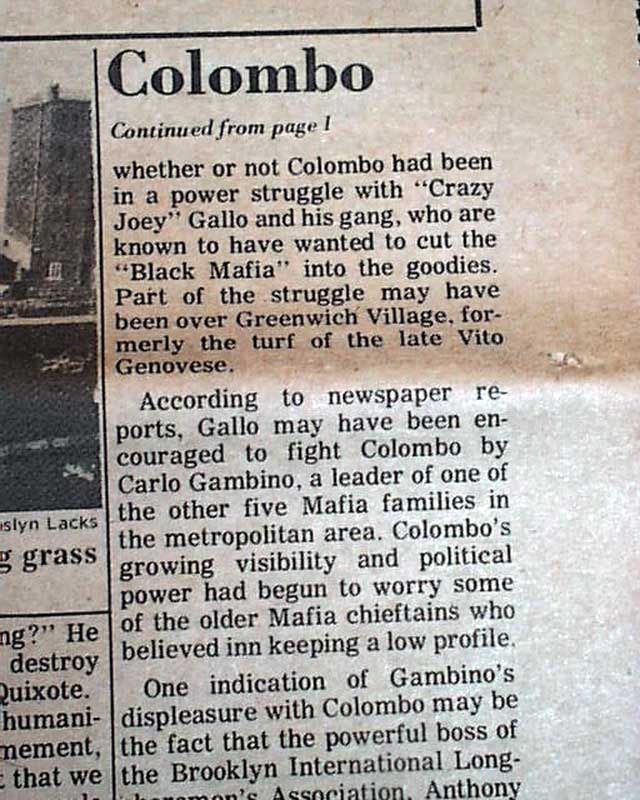 Colombo
Continued from page 1
whether or not Colombo had been
in a power struggle with "Crazy
Joey" Gallo and his gang, who are
known to have wanted to cut the
"Black Mafia" into the goodies.
Part of the struggle may have
been over Greenwich Village, for-
merly the turf of the late Vito
Genovese.
According to newspaper re-
ports, Gallo may have been en-
couraged to fight Colombo by
Carlo Gambino, a leader of one of
the other five Mafia families in
the metropolitan area. Colombo's
growing visibility and political
power had begun to worry some
of the older Mafia chieftains who
believed inn keeping a low profile.
One indication of Gambino's
displeasure with Colombo may be
the fact that the powerful boss of
the Brooklyn International Long-
Association, Anthony
Lacks
grass
ng?" He
destroy
Quixote.
humani-
that we